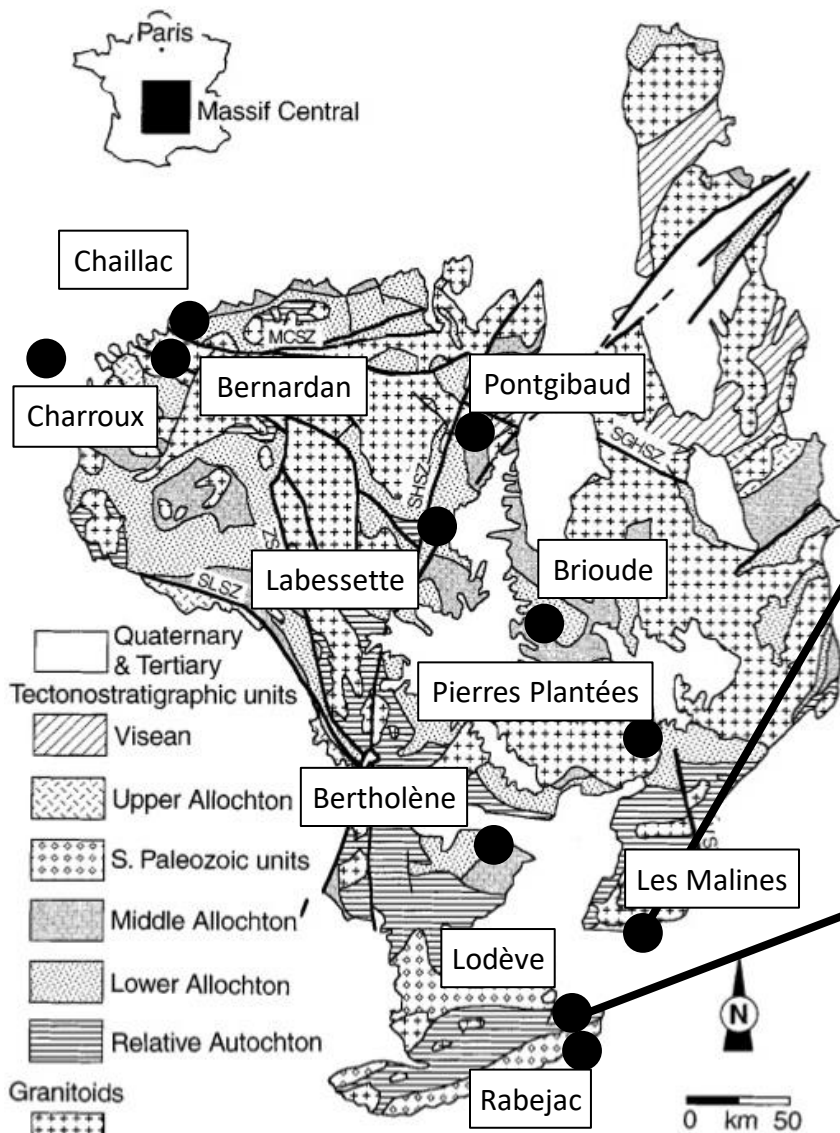 Paris
Massif Central
Chaillac
MCSZ
Bernardan
Pontgibaud
Charroux
SGHSZ
SHSZ
Labessette
Brioude
SLSZ
Quaternary
& Tertiary
Tectonostratigraphic units
Pierres Plantées
Visean
Upper Allochton
Bertholène
S. Paleozoic units
Les Malines
Middle Allochton
Lodève
Lower Allochton
N
Relative Autochton
Rabejac
Granitoids
0 km 50